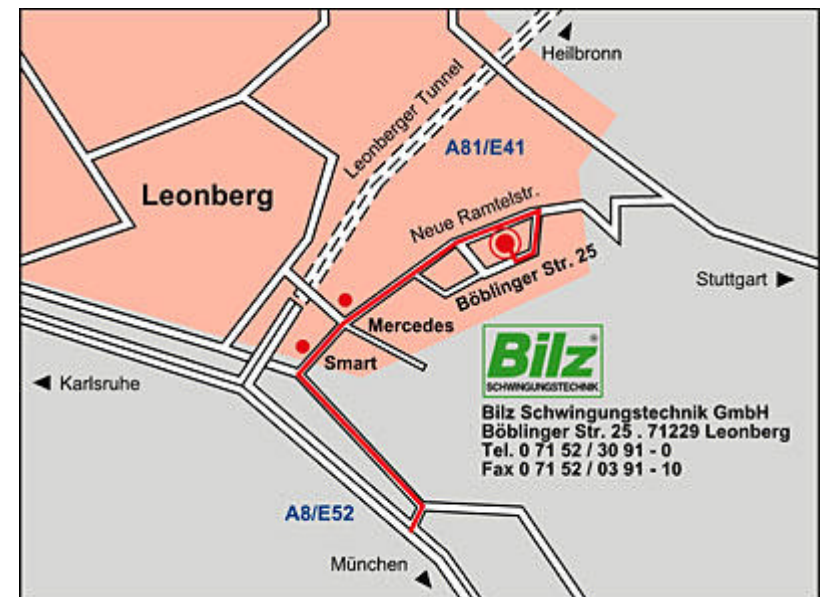 Heilbronn
Leonberger Tunnel
A81/E41
Leonberg
Neue Ramtelstr.
Böblinger Str. 25
Stuttgart
Mercedes
Smart
Karlsruhe
Bilz
®
SCHWINGUNGSTECHNIK
Bilz Schwingungstechnik GmbH
Böblinger Str. 25 . 71229 Leonberg
Tel. 0 71 52 / 30 91 - 0
Fax 0 71 52 / 03 91 - 10
A8/E52
München